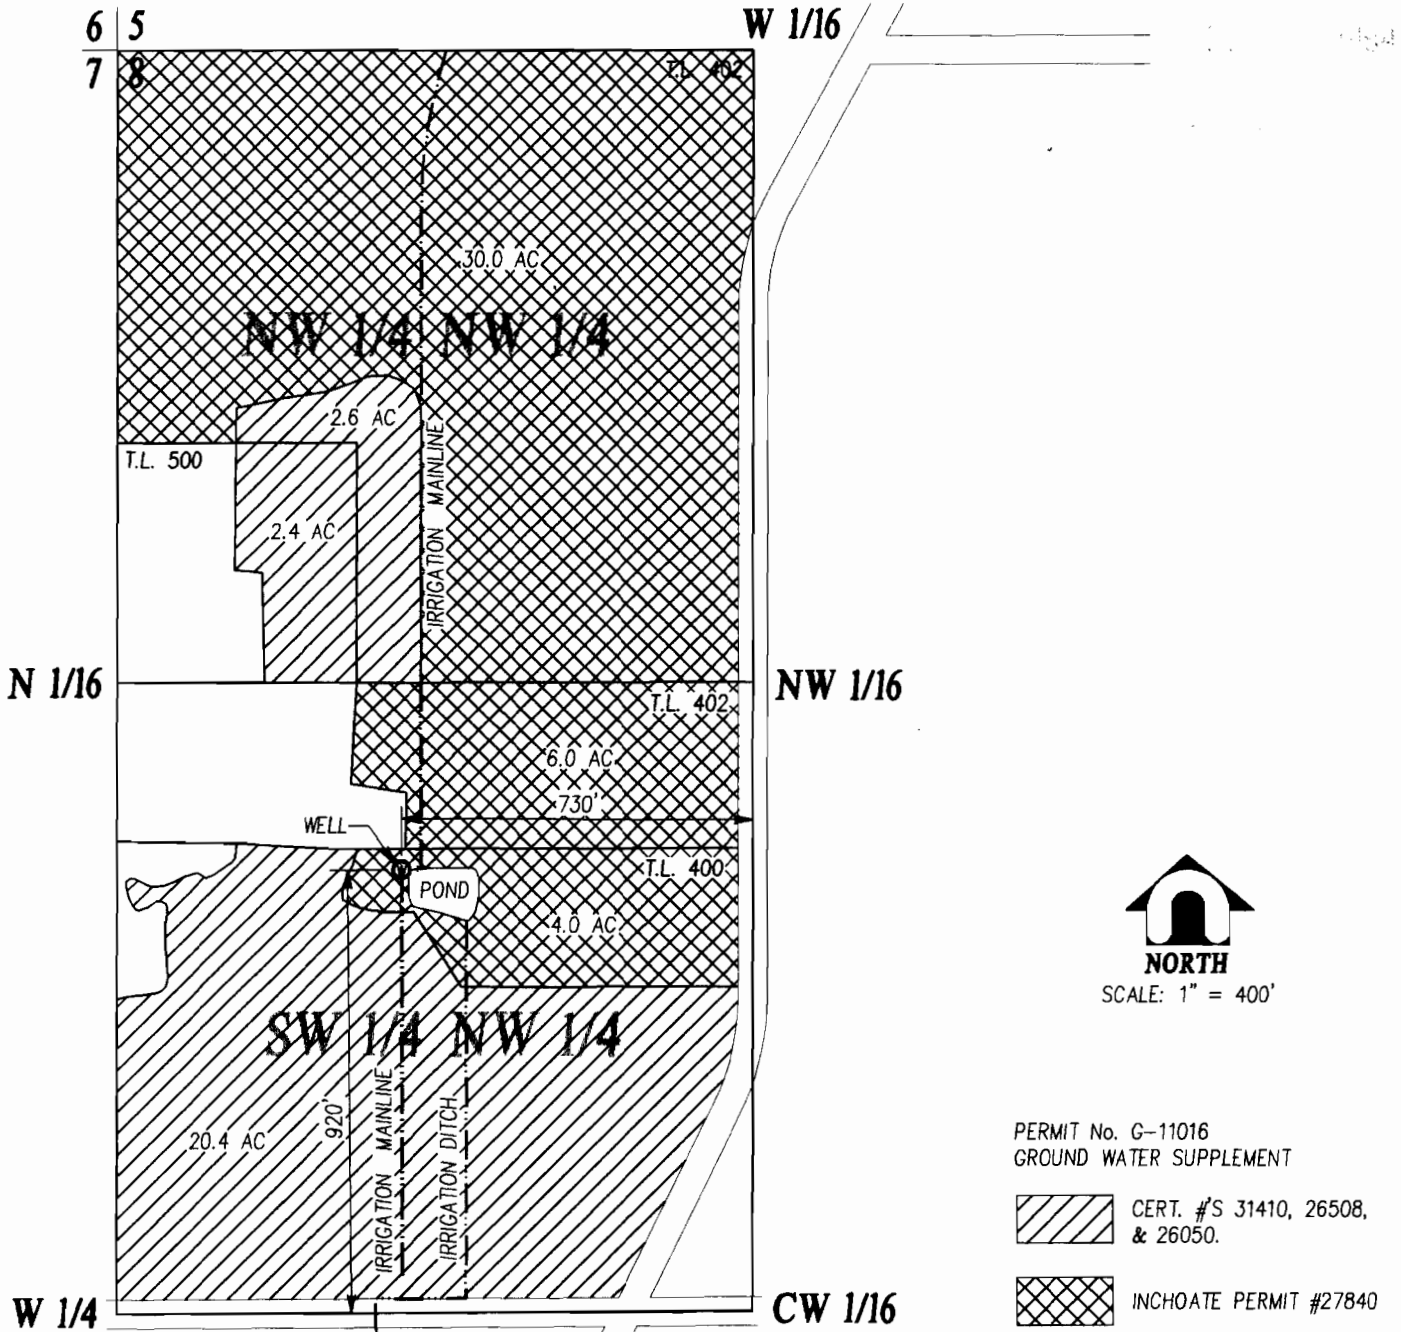 6 5
W 1/16
7 8
T.L. 402
30.0 AC
NW 1/4 NW 1/4
2.6 AC
T.L. 500
IRRIGATION MAINLINE
2.4 AC
N 1/16
NW 1/16
T.L. 402
6.0 AC
730'
WELL
T.L. 400
POND
4.0 AC
NORTH
SCALE: 1" = 400'
SW 1/4 NW 1/4
920'
IRRIGATION MAINLINE
IRRIGATION DITCH
20.4 AC
PERMIT No. G-11016
GROUND WATER SUPPLEMENT
CERT. #'S 31410, 26508,
& 26050.
INCHOATE PERMIT #27840
W 1/4
CW 1/16